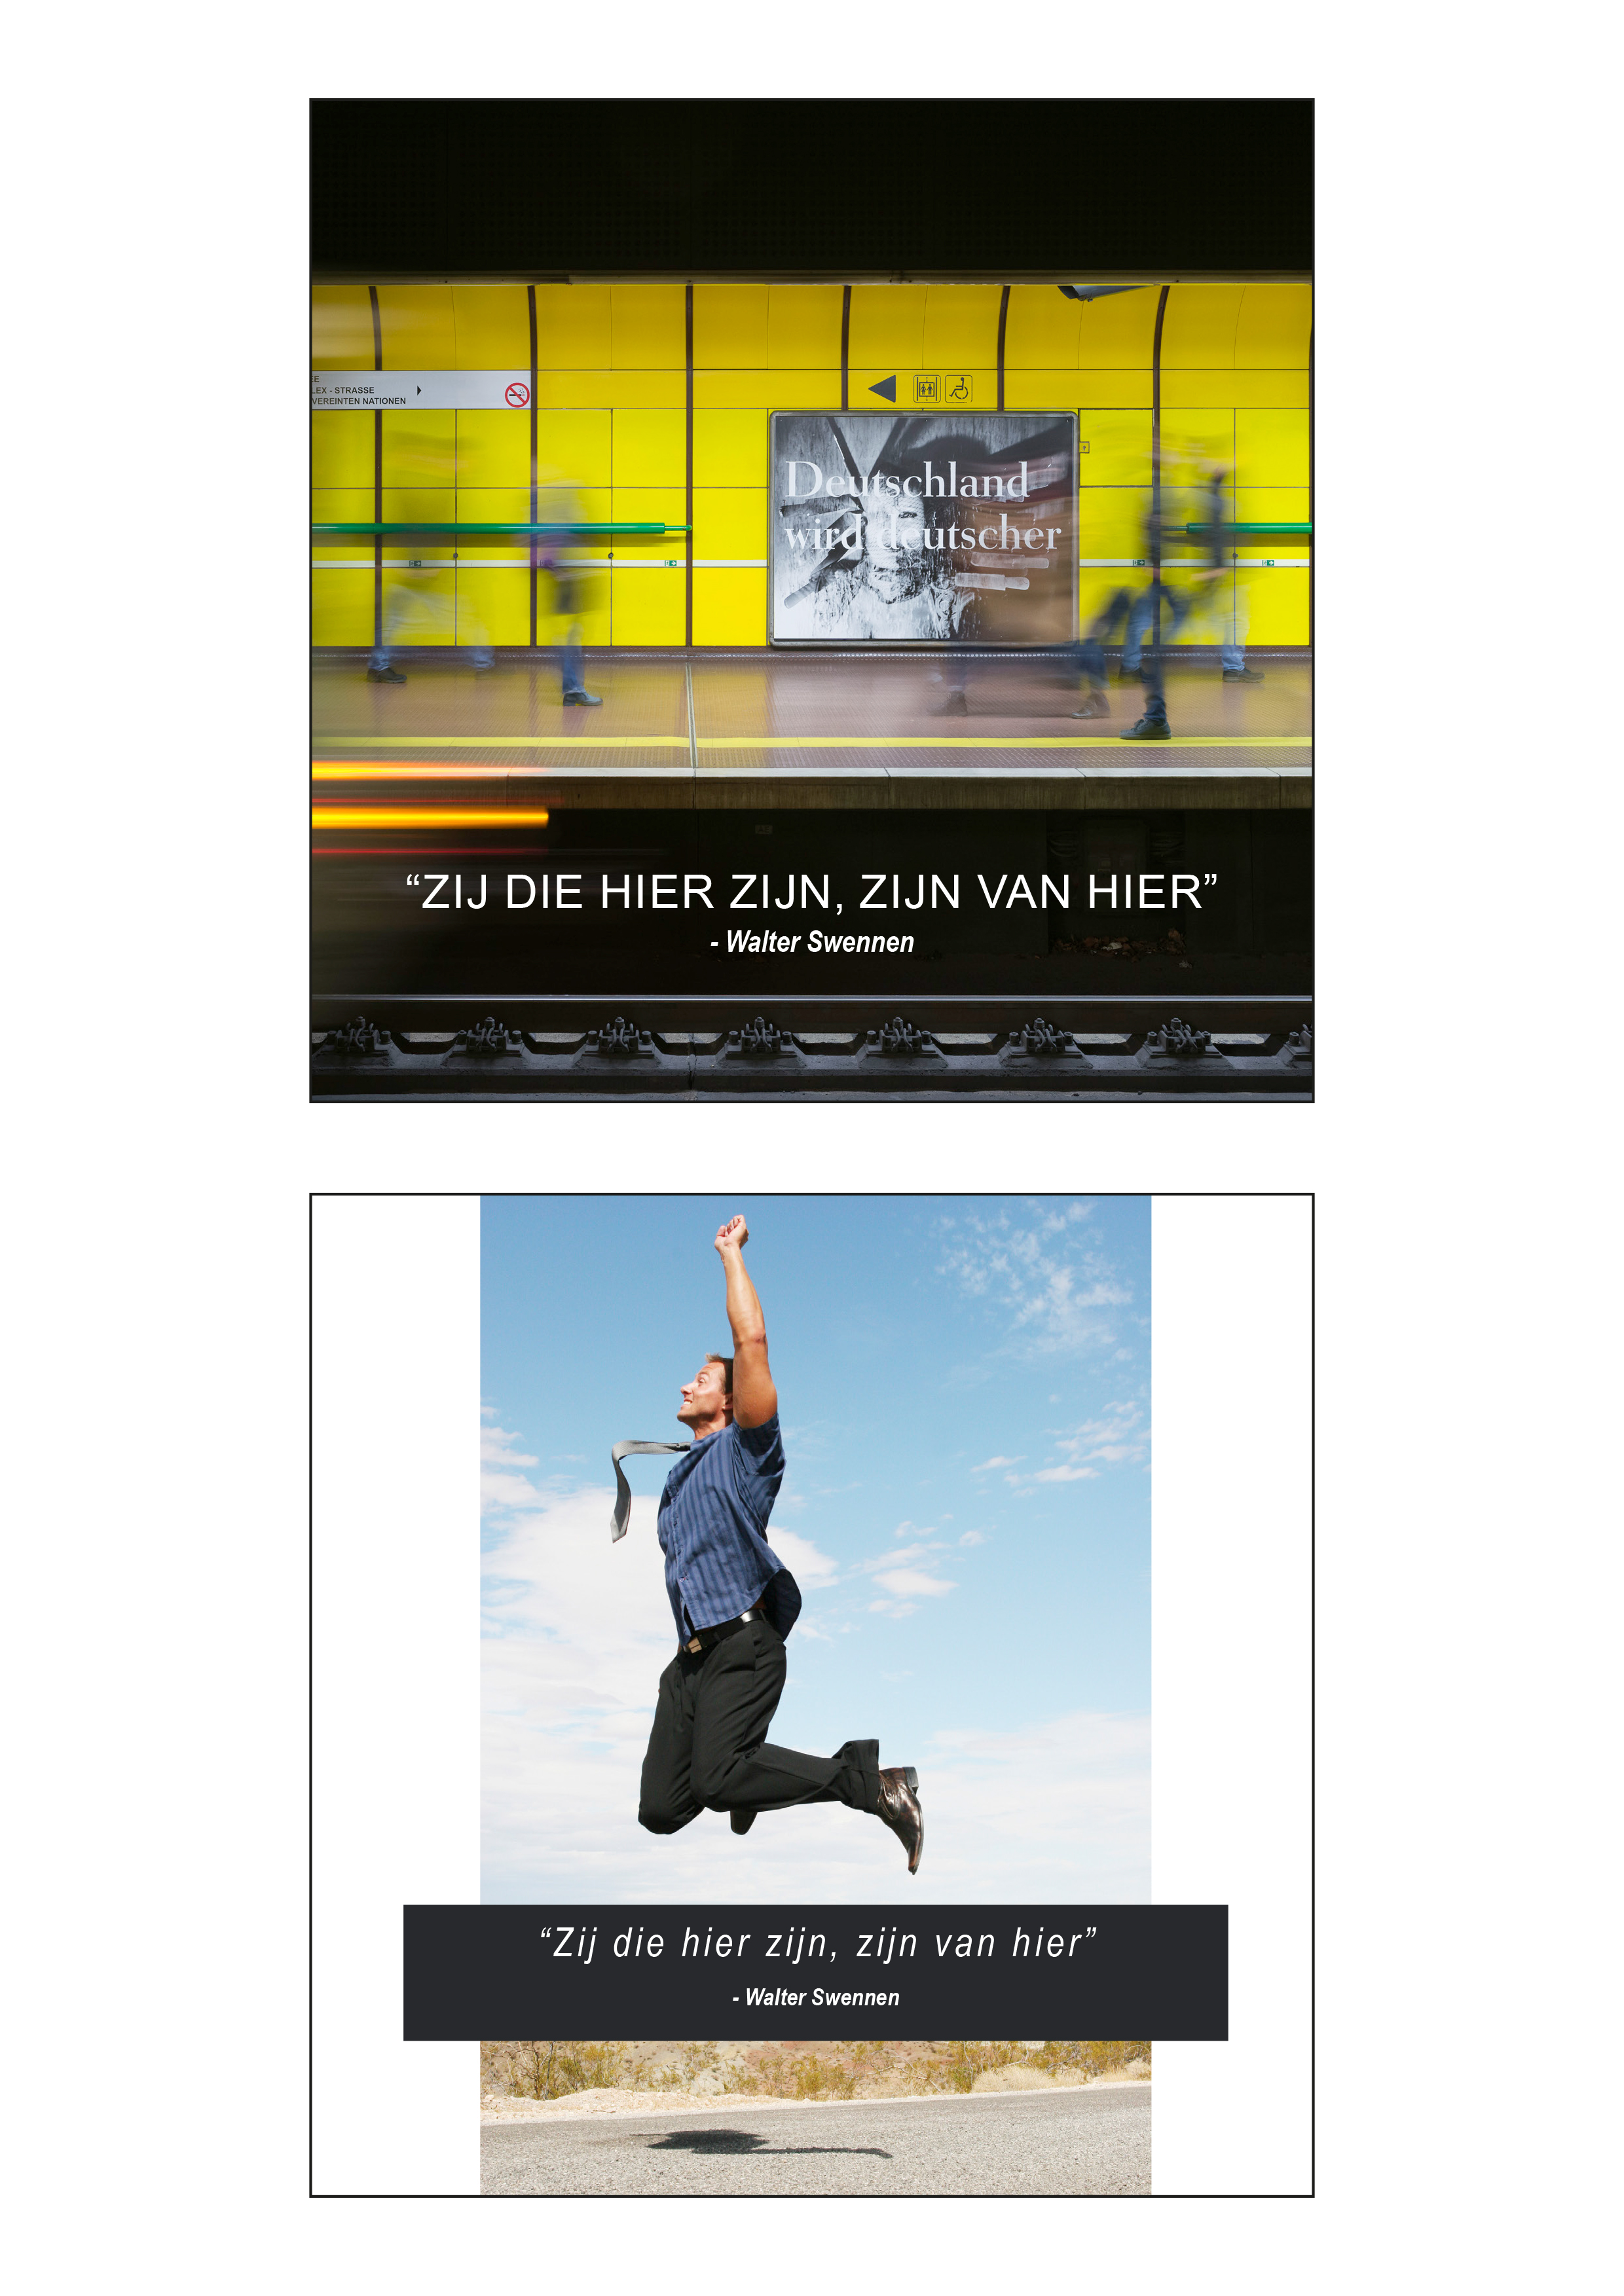 LEX - STRASSE
VEREINTEN NATIONEN
Deutschland
wird deutscher
“ZIJ DIE HIER ZIJN, ZIJN VAN HIER”
- Walter Swennen
“Zij die hier zijn, zijn van hier”
- Walter Swennen